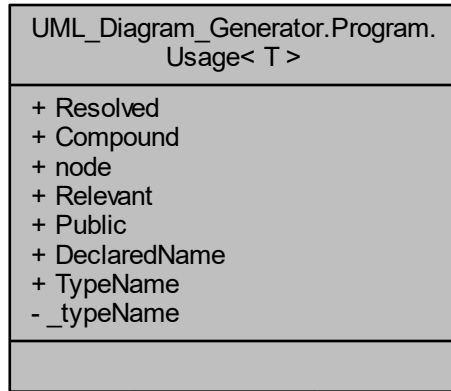 UML_Diagram_Generator.Program.
Usage< T >
+ Resolved
+ Compound
+ node
+ Relevant
+ Public
+ DeclaredName
+ TypeName
- _typeName